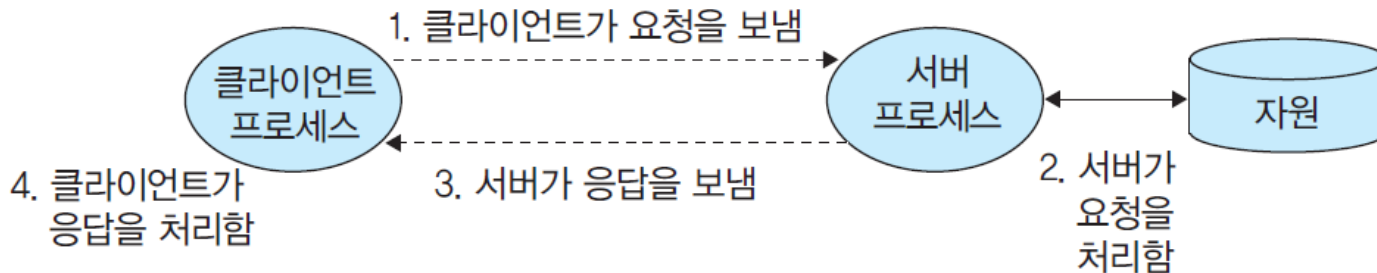 1. 클라이언트가 요청을 보냄
클라이언트
프로세스
서버
프로세스
자원
3. 서버가 응답을 보냄
4. 클라이언트가
응답을 처리함
2. 서버가
요청을
처리함